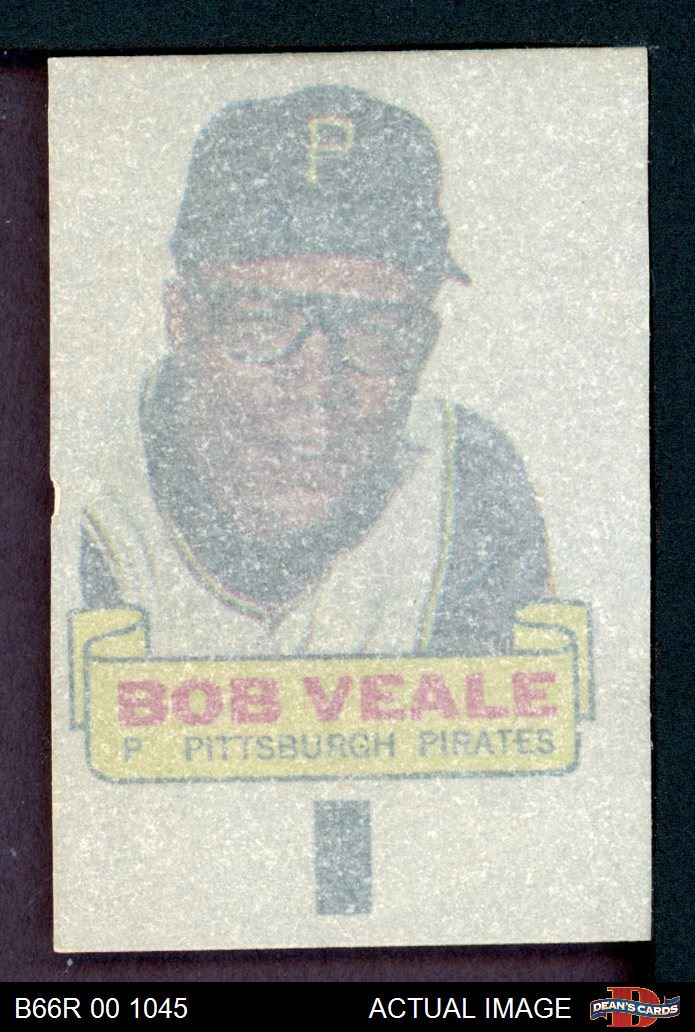 P
BOB VEALE
P PITTSBURGH PIRATES
B66R 00 1045 ACTUAL IMAGE DEAN'S CARDS